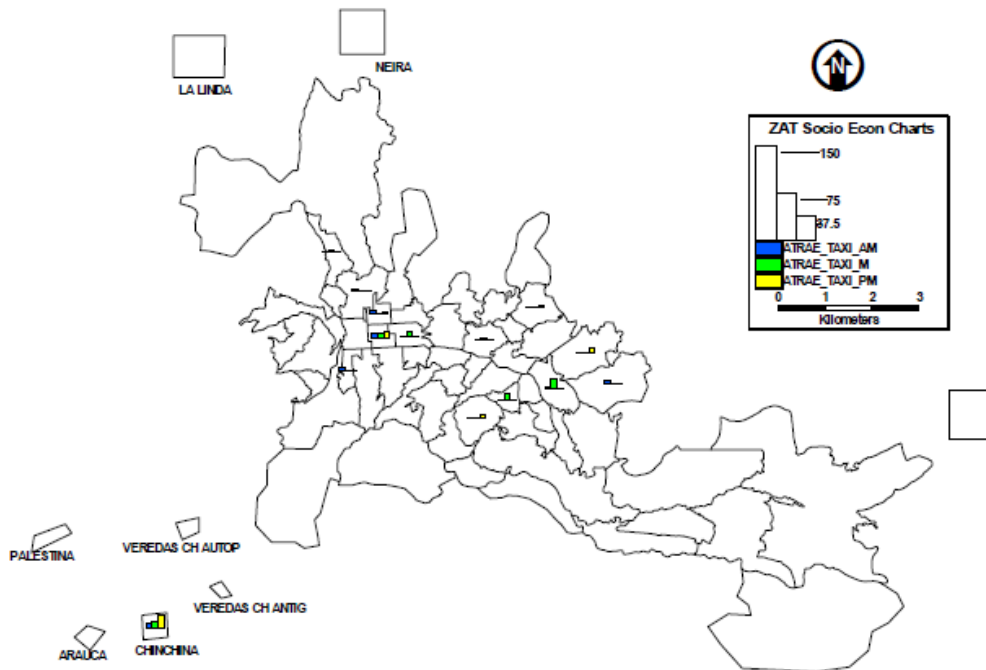 NEIRA
LA LINDA
N
ZAT Socio Econ Charts
150
75
37.5
ATRAE_TAXI_AM
ATRAE_TAXI_M
ATRAE_TAXI_PM
0 1 2 3
Kilometers
PALESTINA
VEREDAS CH AUTOP
VEREDAS CH ANTIG
ARAUCA
CHINCHINA